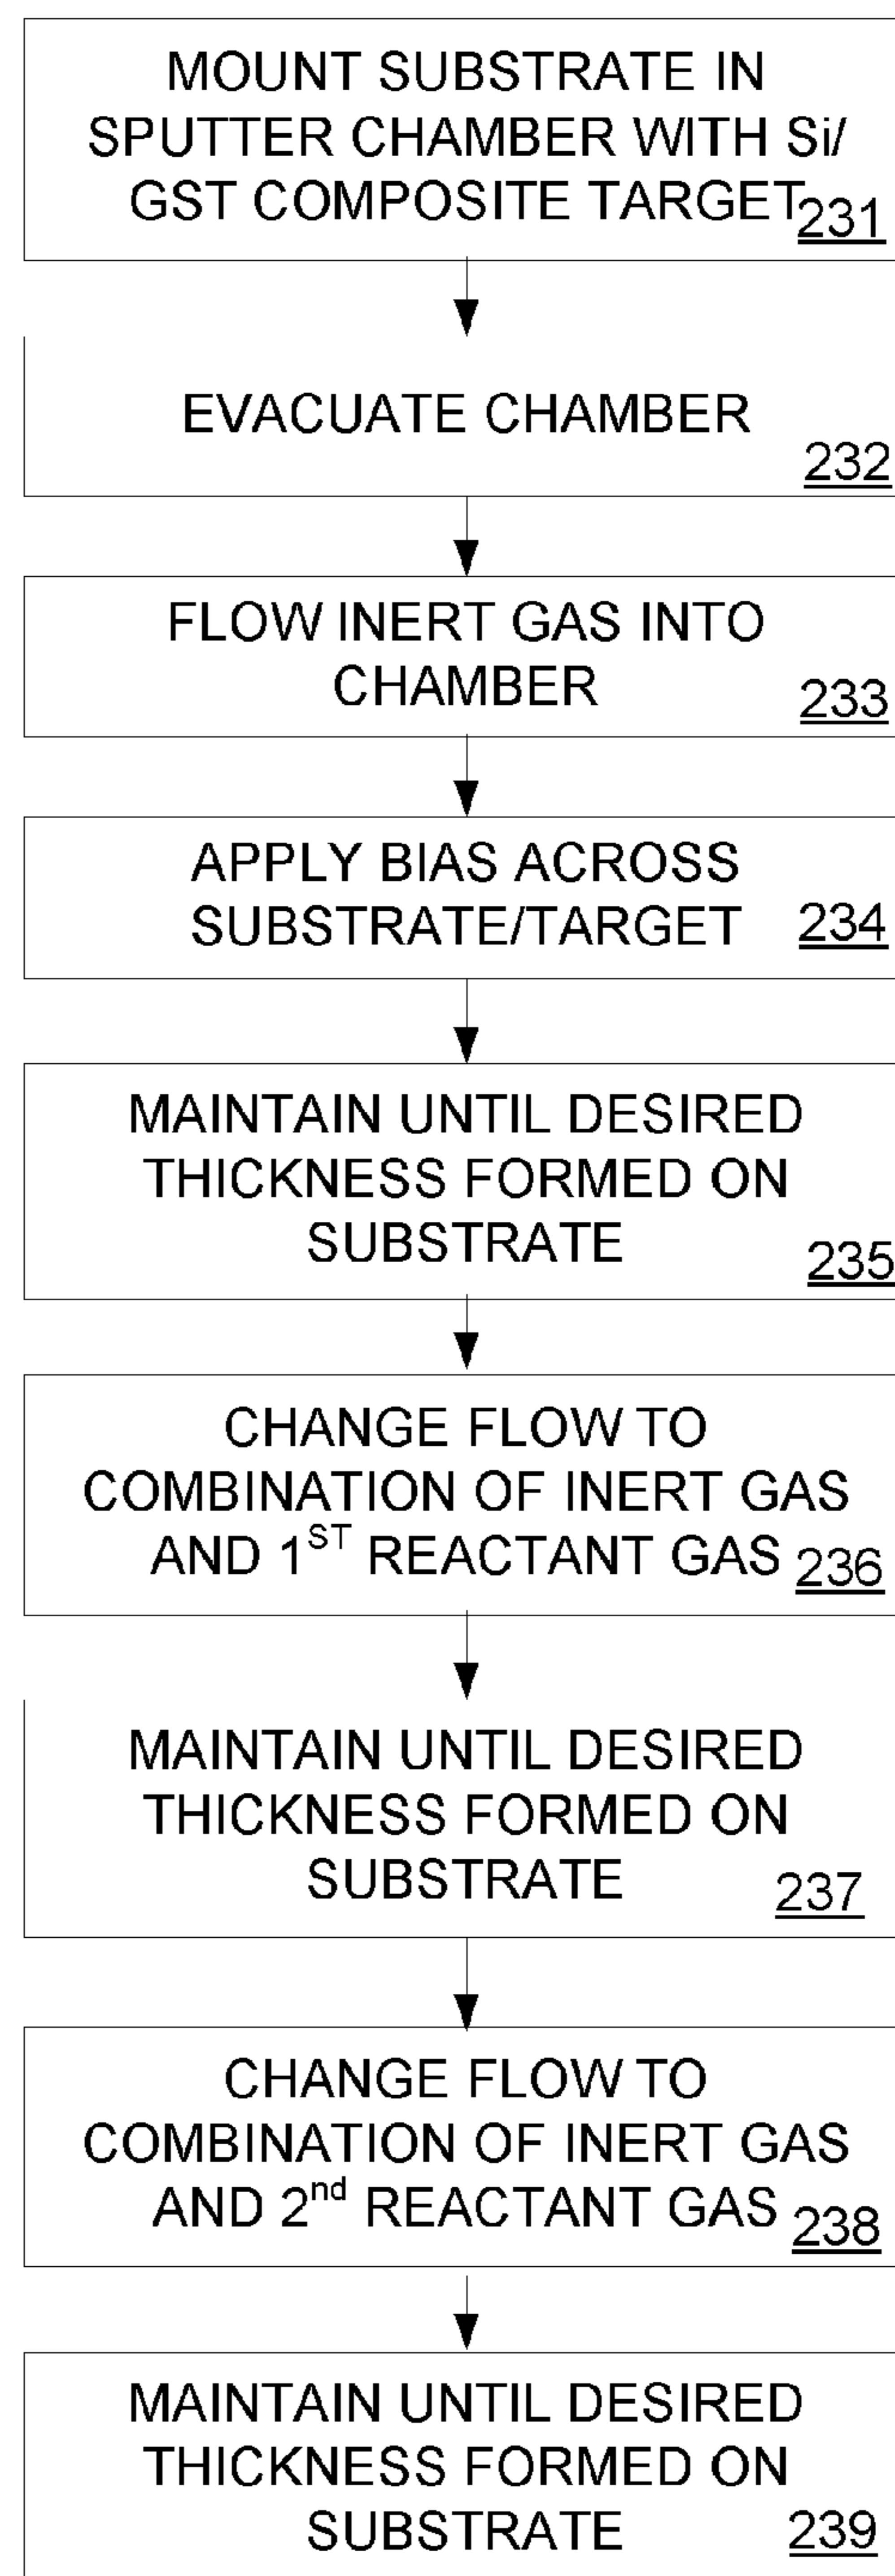 MOUNT SUBSTRATE IN
SPUTTER CHAMBER WITH Si/
GST COMPOSITE TARGET
231
EVACUATE CHAMBER
232
FLOW INERT GAS INTO
CHAMBER
233
APPLY BIAS ACROSS
SUBSTRATE/TARGET
234
MAINTAIN UNTIL DESIRED
THICKNESS FORMED ON
SUBSTRATE
235
CHANGE FLOW TO
COMBINATION OF INERT GAS
AND 1ST REACTANT GAS
236
MAINTAIN UNTIL DESIRED
THICKNESS FORMED ON
SUBSTRATE
237
CHANGE FLOW TO
COMBINATION OF INERT GAS
AND 2nd REACTANT GAS
238
MAINTAIN UNTIL DESIRED
THICKNESS FORMED ON
SUBSTRATE
239